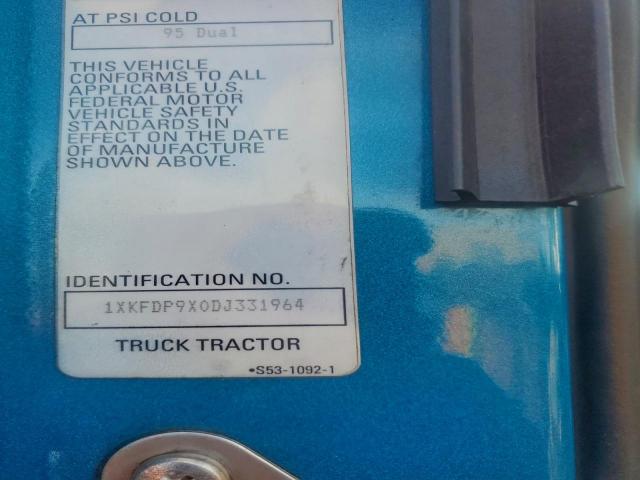 AT PSI COLD
95 Dual
THIS VEHICLE
CONFORMS TO ALL
APPLICABLE U.S.
FEDERAL MOTOR
VEHICLE SAFETY
STANDARDS IN
EFFECT ON THE DATE
OF MANUFACTURE
SHOWN ABOVE.
IDENTIFICATION NO.
1XKFDP9X0DJ331964
TRUCK TRACTOR
•S53-1092-1